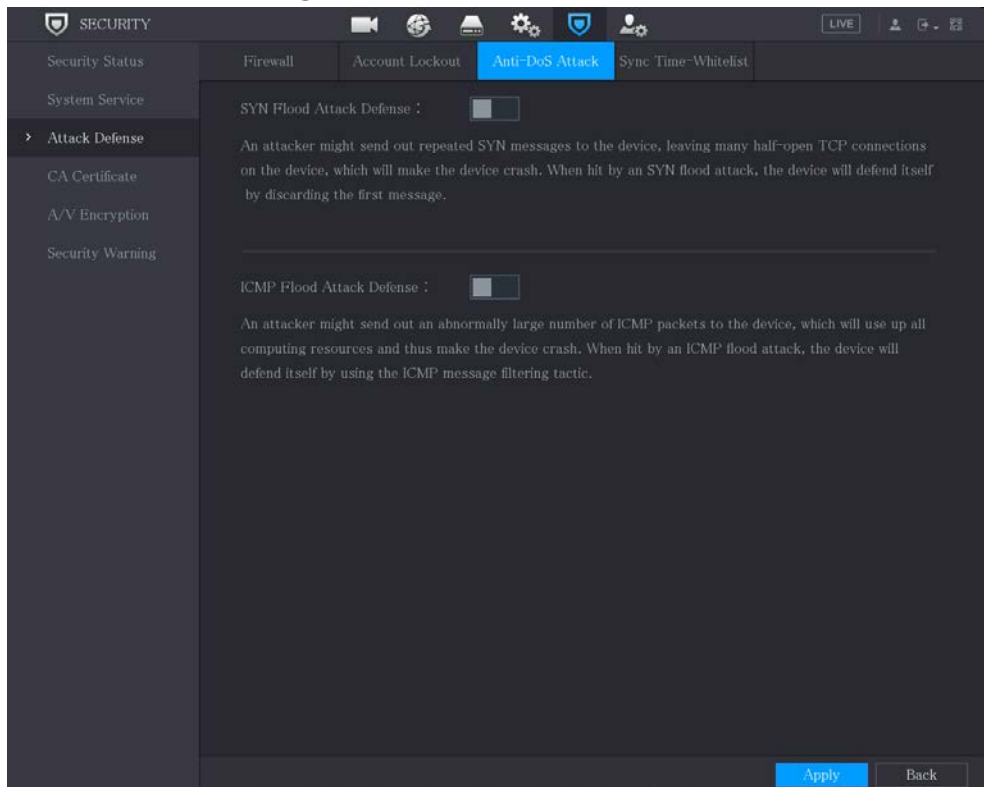 SECURITY
LIVE
Security Status
System Service
Attack Defense
CA Certificate
A/V Encryption
Security Warning
Firewall
Account Lockout
Anti-DoS Attack
Sync Time-Whitelist
SYN Flood Attack Defense :
An attacker might send out repeated SYN messages to the device, leaving many half-open TCP connections
on the device, which will make the device crash. When hit by an SYN flood attack, the device will defend itself
by discarding the first message.
ICMP Flood Attack Defense :
An attacker might send out an abnormally large number of ICMP packets to the device, which will use up all
computing resources and thus make the device crash. When hit by an ICMP flood attack, the device will
defend itself by using the ICMP message filtering tactic.
Apply
Back